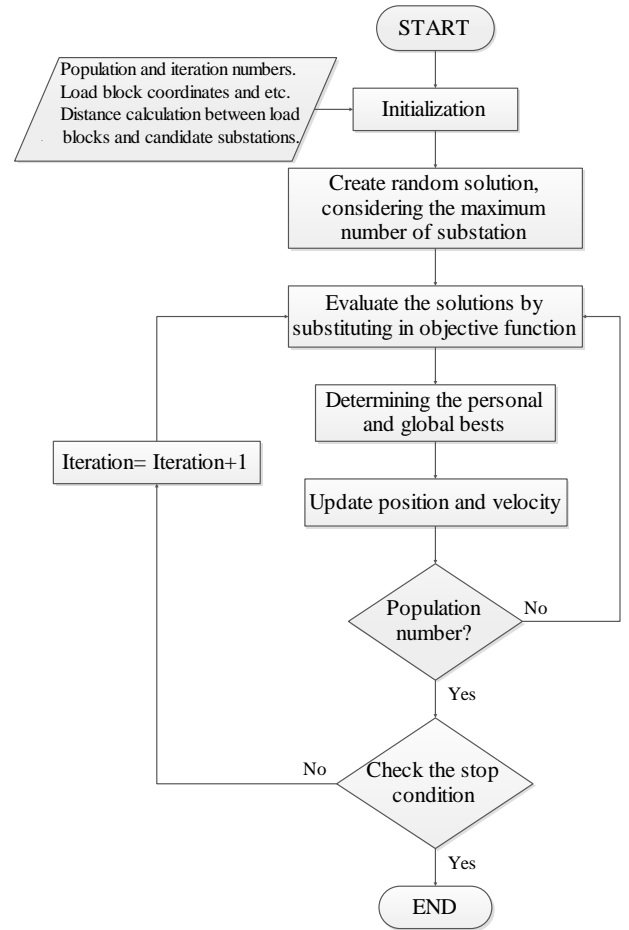 START
Population and iteration numbers.
Load block coordinates and etc.
Distance calculation between load
blocks and candidate substations.
Initialization
Create random solution,
considering the maximum
number of substation
Evaluate the solutions by
substituting in objective function
Determining the personal
and global bests
Iteration= Iteration+1
Update position and velocity
Population
number?
No
Yes
Check the stop
condition
No
Yes
END